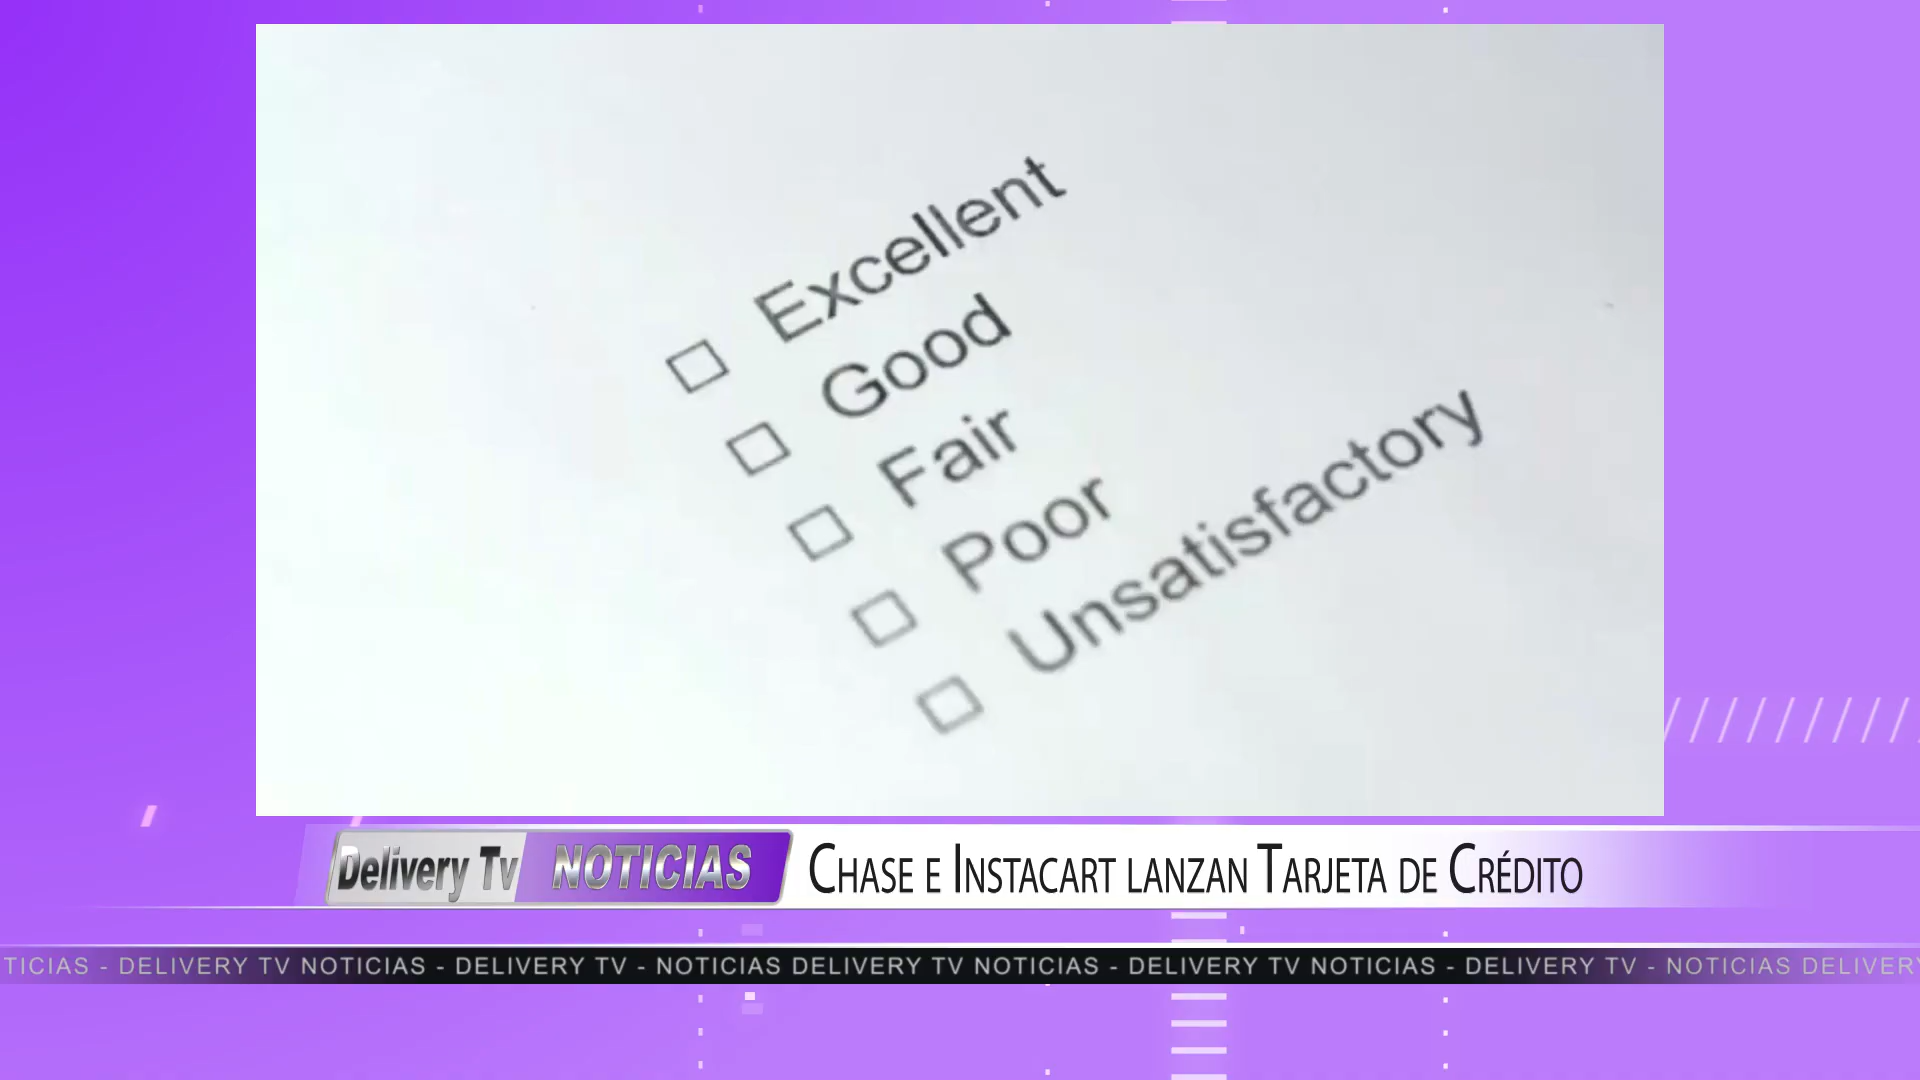 Excellent
Good
Fair
Poor
Unsatisfactory
Delivery Tv NOTICIAS CHASE E INSTACART LANZAN TARJETA DE CRÉDITO
TICIAS - DELIVERY TV NOTICIAS - DELIVERY TV - NOTICIAS DELIVERY TV NOTICIAS - DELIVERY TV NOTICIAS - DELIVERY TV - NOTICIAS DELIVERY